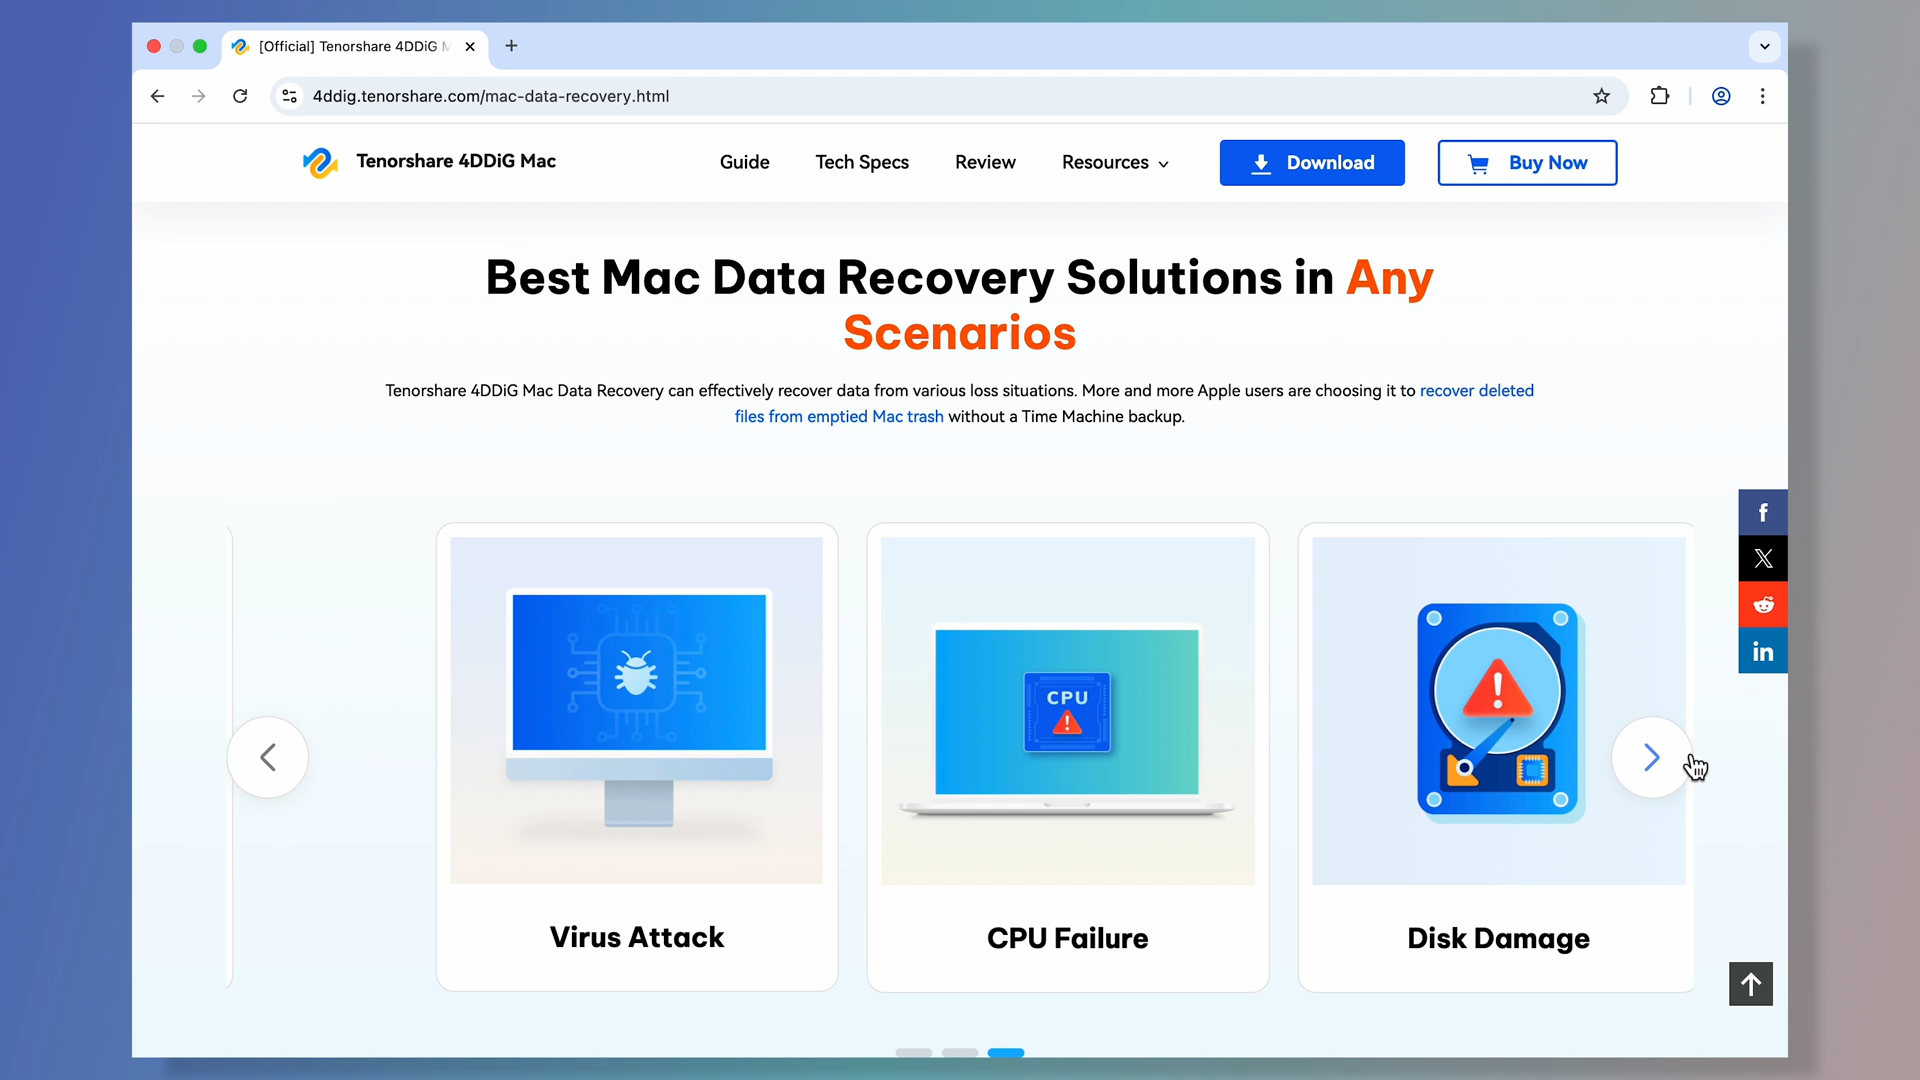 [Official] Tenorshare 4DDiG M
4ddig.tenorshare.com/mac-data-recovery.html
Tenorshare 4DDiG Mac
Guide
Tech Specs
Review
Resources
Download
Buy Now
Best Mac Data Recovery Solutions in Any
Scenarios
Tenorshare 4DDiG Mac Data Recovery can effectively recover data from various loss situations. More and more Apple users are choosing it to recover deleted
files from emptied Mac trash without a Time Machine backup.
CPU
Virus Attack
CPU Failure
Disk Damage